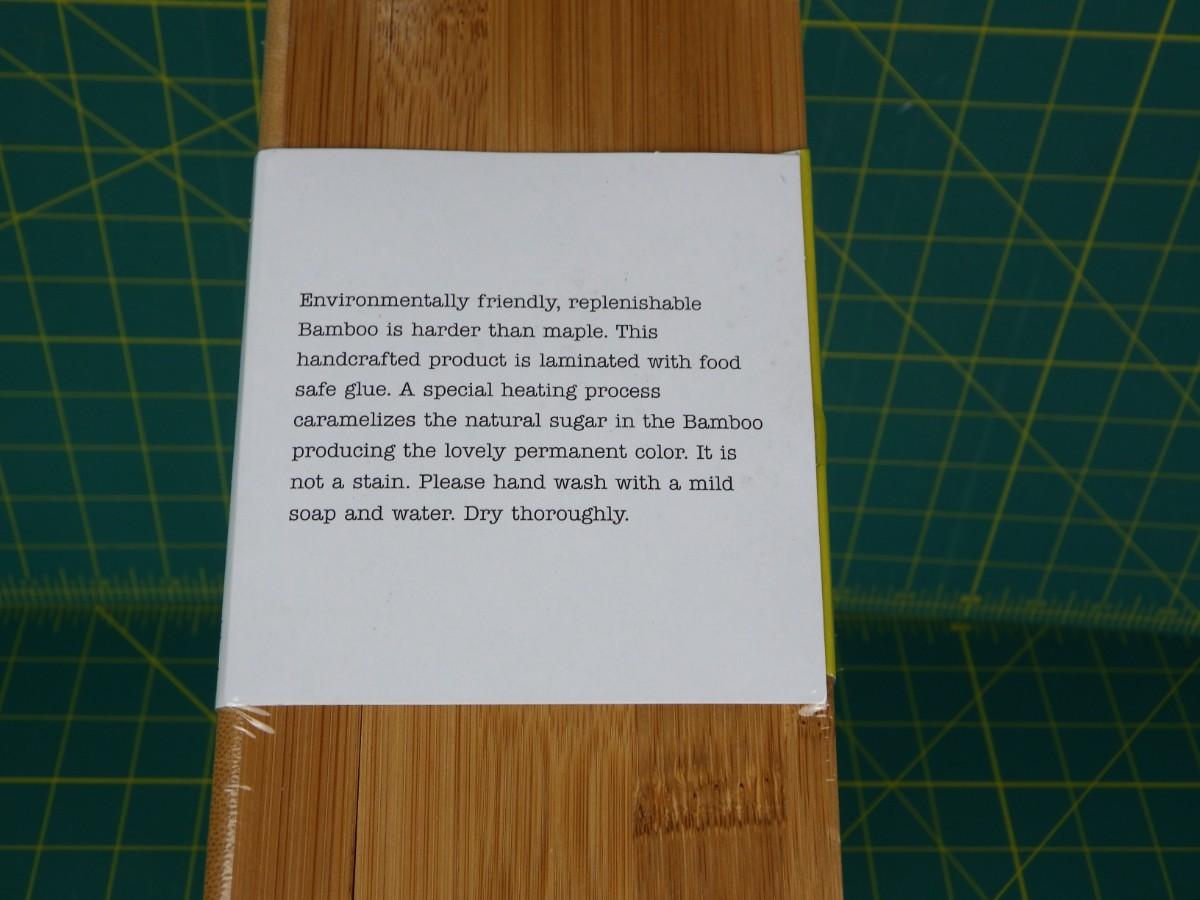 Environmentally friendly, replenishable
Bamboo is harder than maple. This
handcrafted product is laminated with food
safe glue. A special heating process
caramelizes the natural sugar in the Bamboo
producing the lovely permanent color. It is
not a stain. Please hand wash with a mild
soap and water. Dry thoroughly.